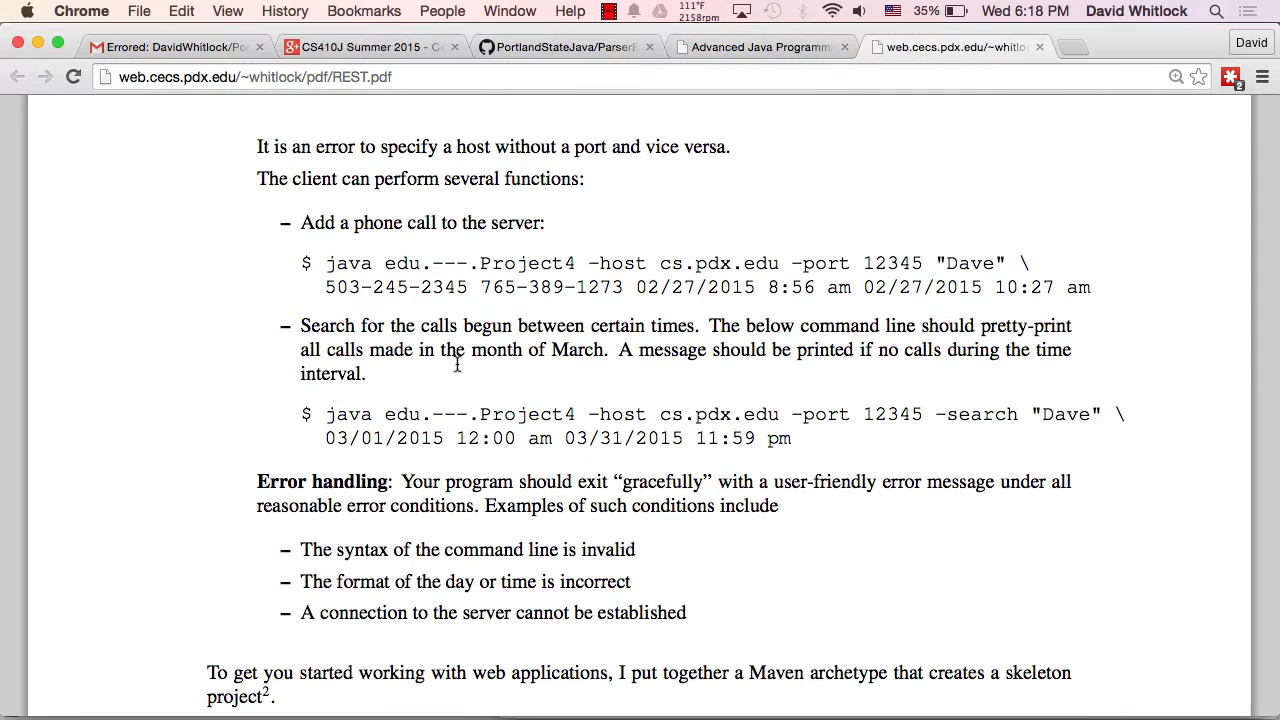 Chrome File Edit View History Bookmarks People Window Help 111°F 2158rpm 35% Wed 6:18 PM David Whitlock
Errored: DavidWhitlock/Po
CS410J Summer 2015 - C
PortlandStateJava/ParserE
Advanced Java Programm
web.cecs.pdx.edu/~whitlo
David
web.cecs.pdx.edu/~whitlock/pdf/REST.pdf
2
It is an error to specify a host without a port and vice versa.
The client can perform several functions:
– Add a phone call to the server:
$ java edu.---.Project4 -host cs.pdx.edu -port 12345 "Dave" \
503-245-2345 765-389-1273 02/27/2015 8:56 am 02/27/2015 10:27 am
– Search for the calls begun between certain times. The below command line should pretty-print
all calls made in the month of March. A message should be printed if no calls during the time
interval.
$ java edu.---.Project4 -host cs.pdx.edu -port 12345 -search "Dave" \
03/01/2015 12:00 am 03/31/2015 11:59 pm
Error handling: Your program should exit “gracefully” with a user-friendly error message under all
reasonable error conditions. Examples of such conditions include
– The syntax of the command line is invalid
– The format of the day or time is incorrect
– A connection to the server cannot be established
To get you started working with web applications, I put together a Maven archetype that creates a skeleton
project2.